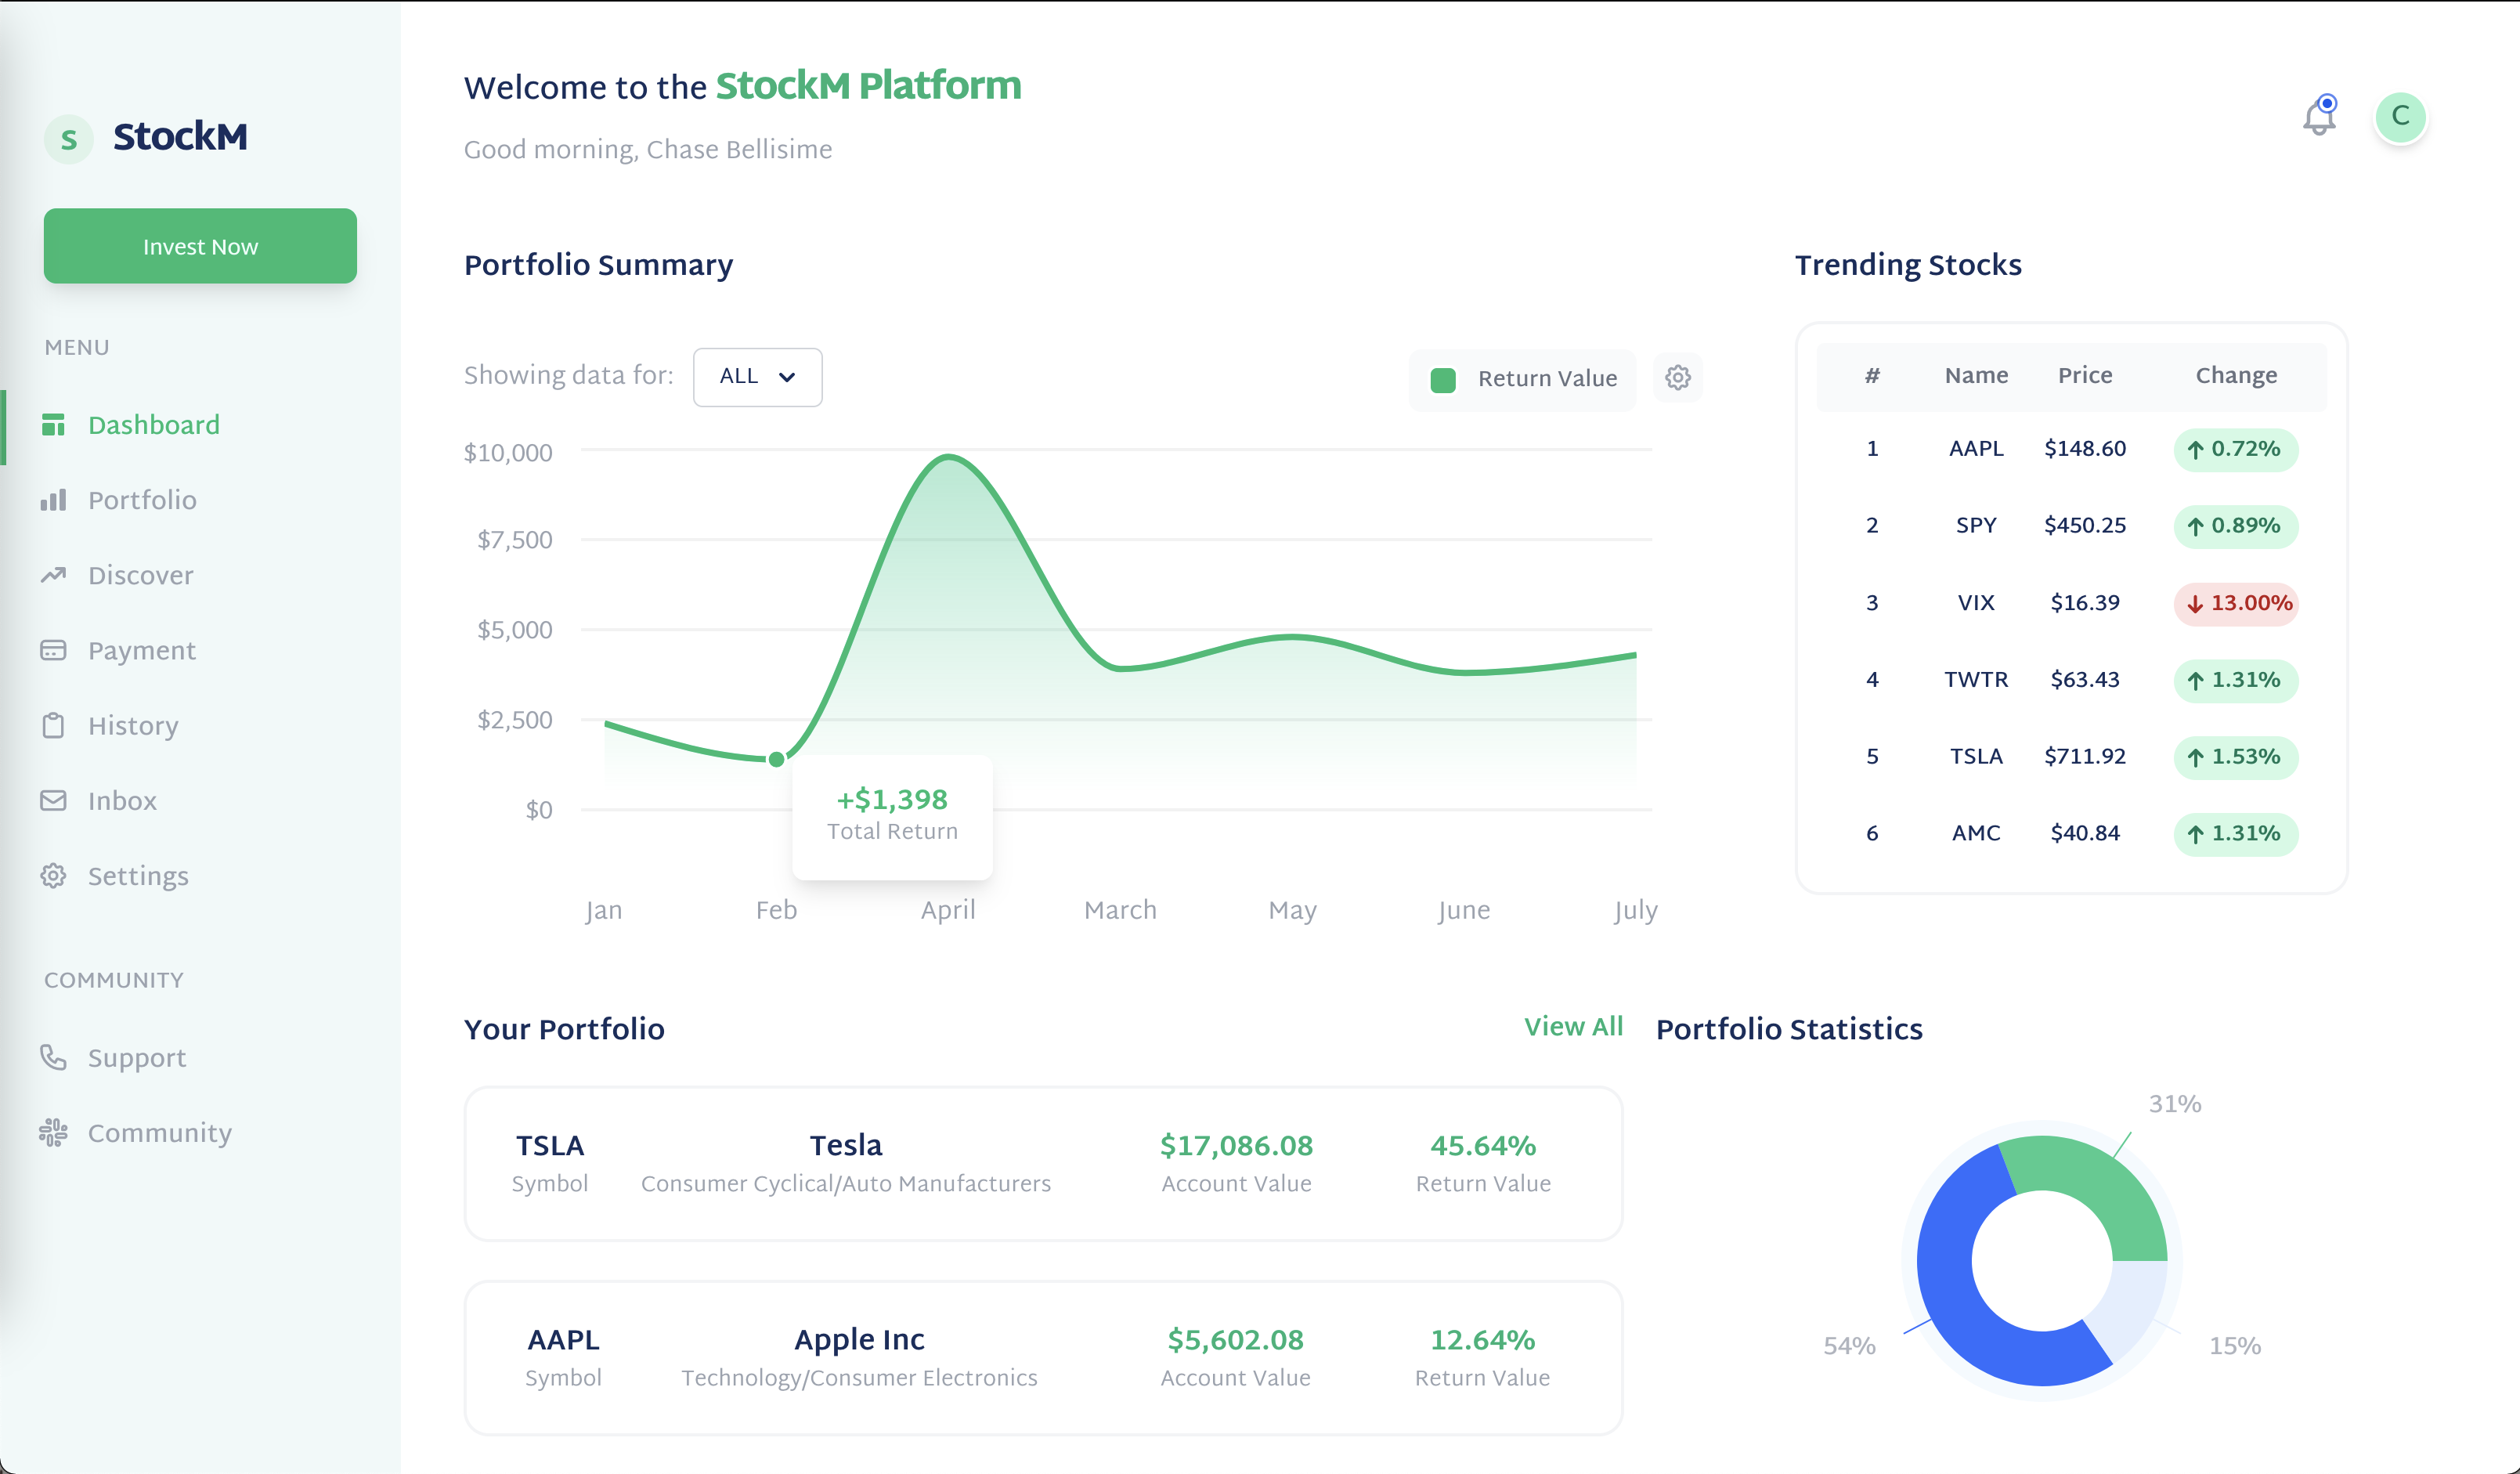 S StockM
Invest Now
MENU
Dashboard
Portfolio
Discover
Payment
History
Inbox
Settings
COMMUNITY
Support
Community
Welcome to the StockM Platform
Good morning, Chase Bellisime
C
Portfolio Summary
Showing data for: ALL
Return Value
$10,000
$7,500
$5,000
$2,500
$0
+$1,398
Total Return
Jan Feb April March May June July
Trending Stocks
# Name Price Change
1 AAPL $148.60 ↑ 0.72%
2 SPY $450.25 ↑ 0.89%
3 VIX $16.39 ↓ 13.00%
4 TWTR $63.43 ↑ 1.31%
5 TSLA $711.92 ↑ 1.53%
6 AMC $40.84 ↑ 1.31%
Your Portfolio View All
TSLA Tesla $17,086.08 45.64%
Symbol Consumer Cyclical/Auto Manufacturers Account Value Return Value
AAPL Apple Inc $5,602.08 12.64%
Symbol Technology/Consumer Electronics Account Value Return Value
Portfolio Statistics
31%
54%
15%